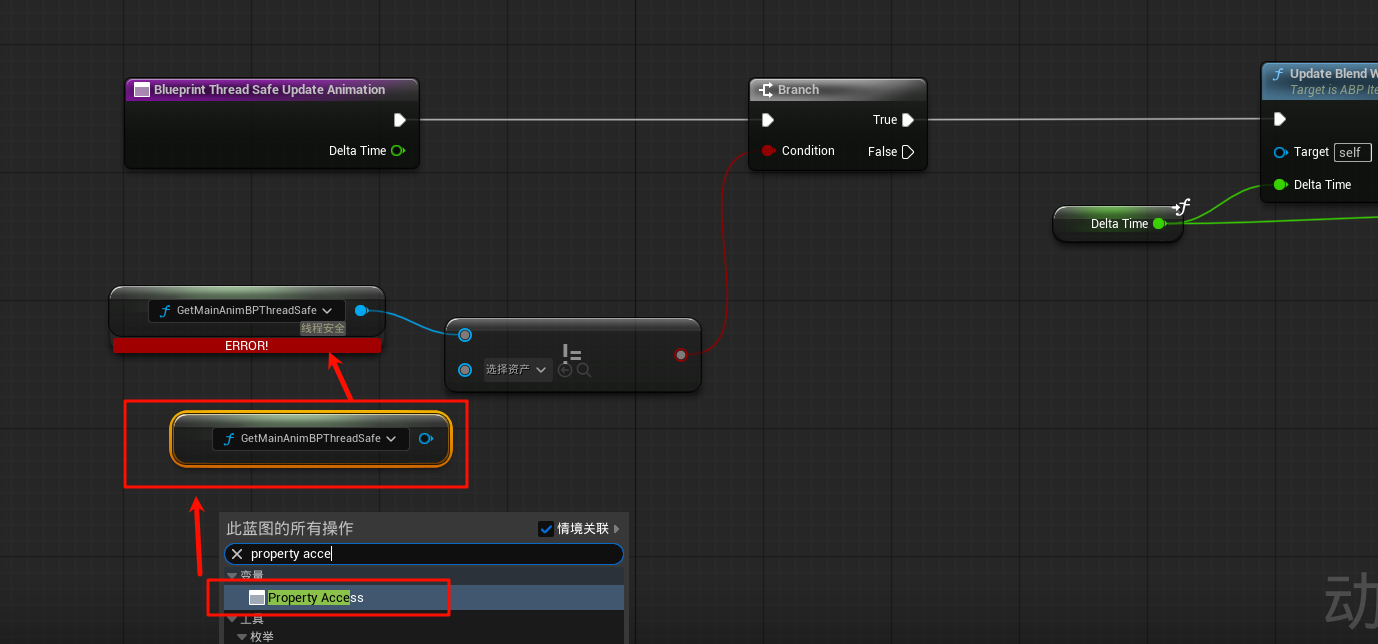 Blueprint Thread Safe Update Animation
Delta Time
Branch
True
Condition
False
Update Blend W
Target is ABP Ite
Target self
Delta Time
Delta Time
GetMainAnimBPThreadSafe
线程安全
ERROR!
!=
选择资产
GetMainAnimBPThreadSafe
此蓝图的所有操作
情境关联
property acce
变量
Property Access
工具
枚举
动